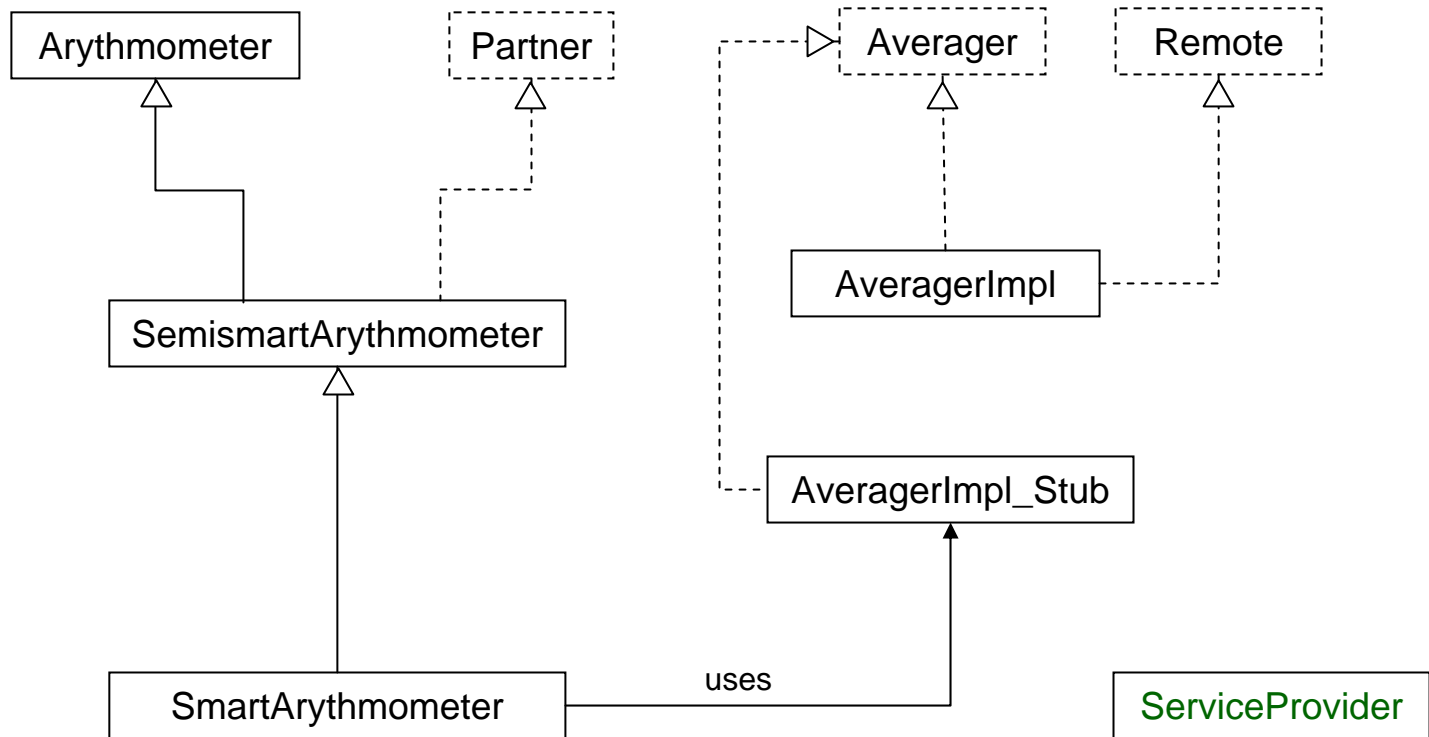 Arythmometer
Partner
Averager
Remote
AveragerImpl
SemismartArythmometer
AveragerImpl_Stub
uses
SmartArythmometer
ServiceProvider